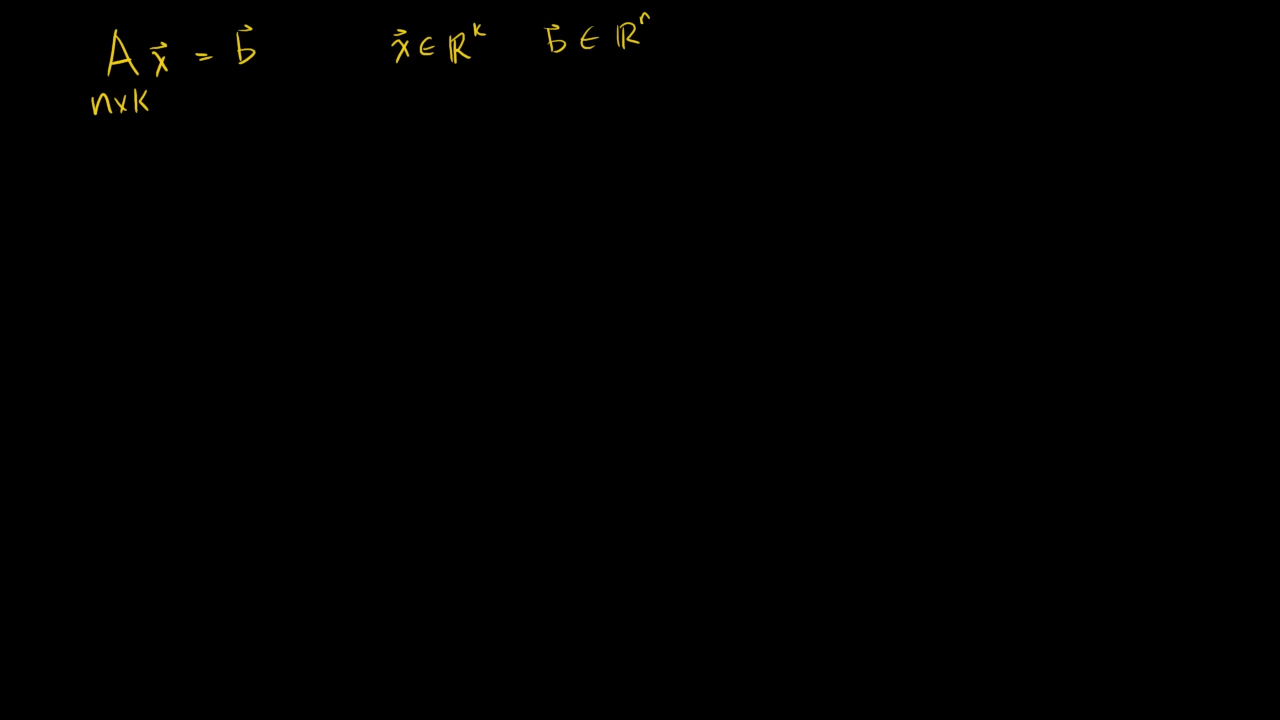 A x⃗ = b⃗ x⃗ ∈ ℝᵏ b⃗ ∈ ℝⁿ
n×k